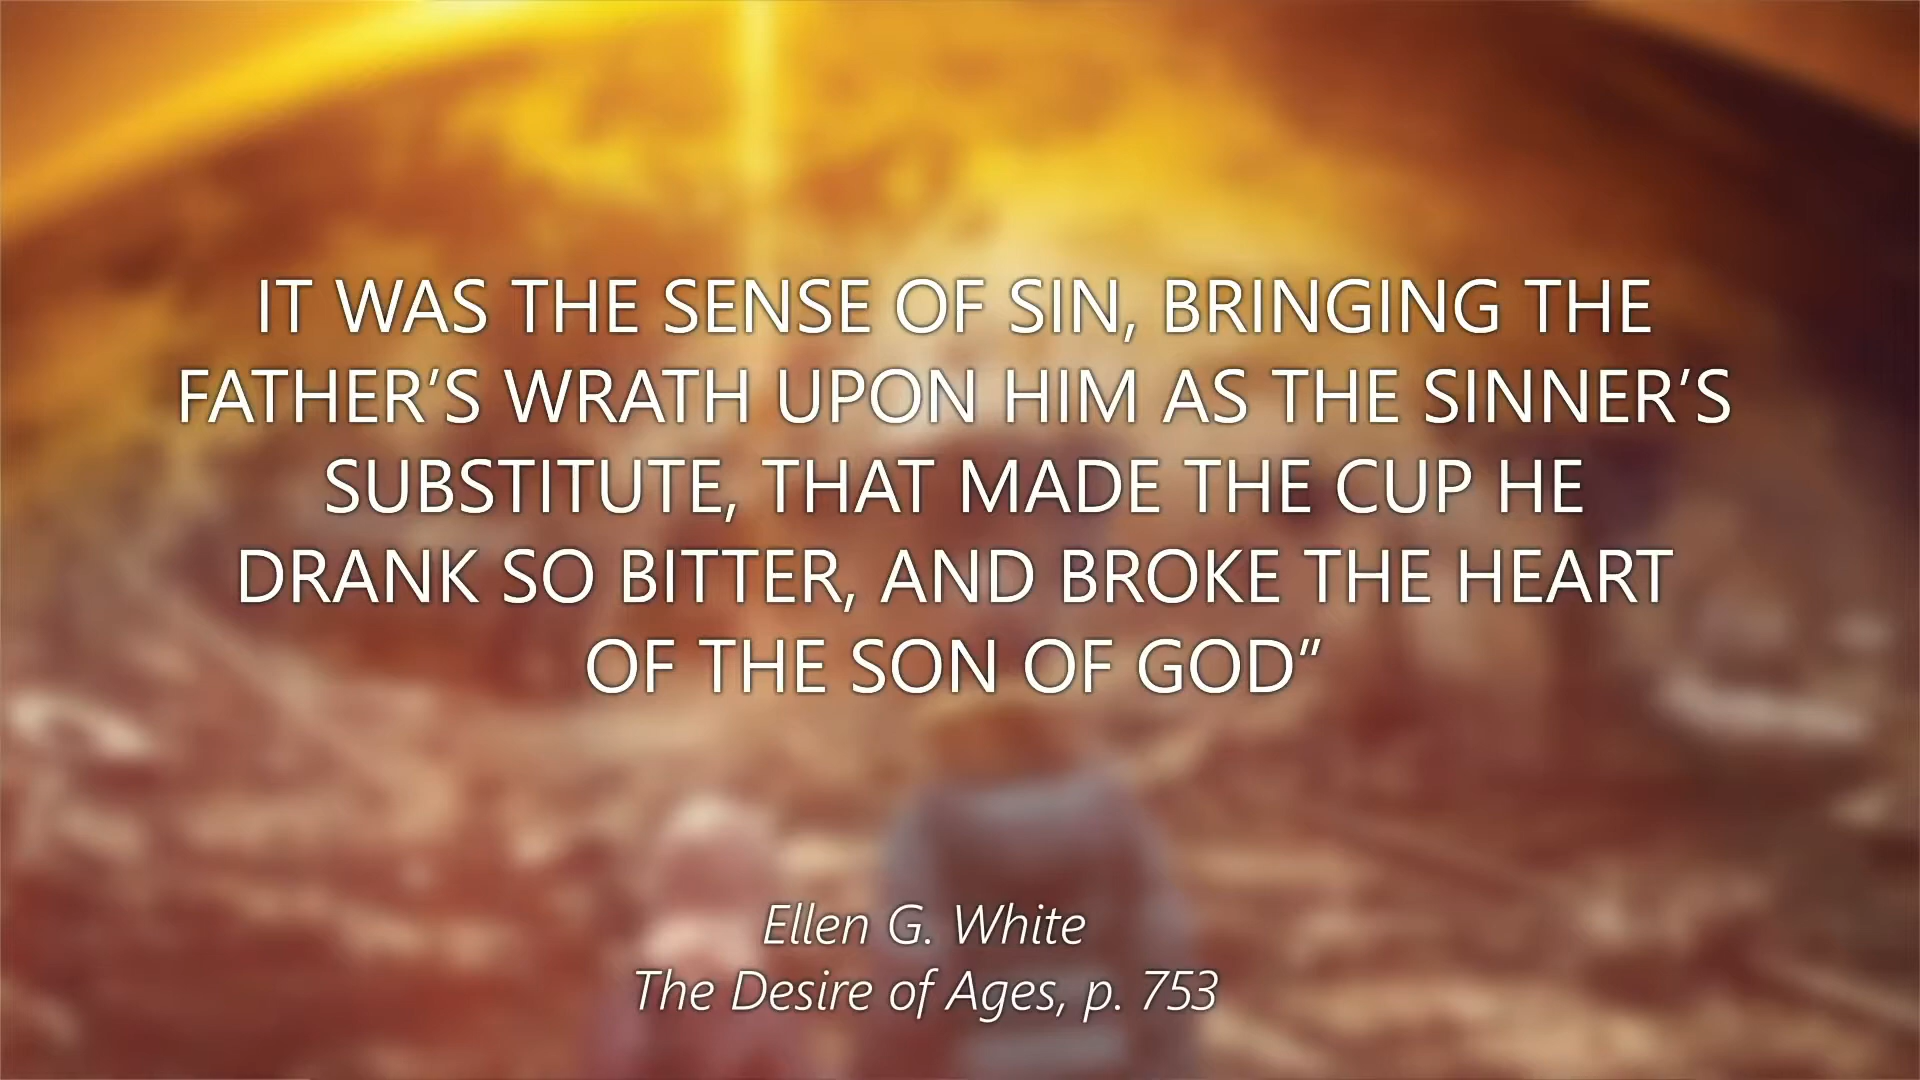 IT WAS THE SENSE OF SIN, BRINGING THE
FATHER’S WRATH UPON HIM AS THE SINNER’S
SUBSTITUTE, THAT MADE THE CUP HE
DRANK SO BITTER, AND BROKE THE HEART
OF THE SON OF GOD”
Ellen G. White
The Desire of Ages, p. 753